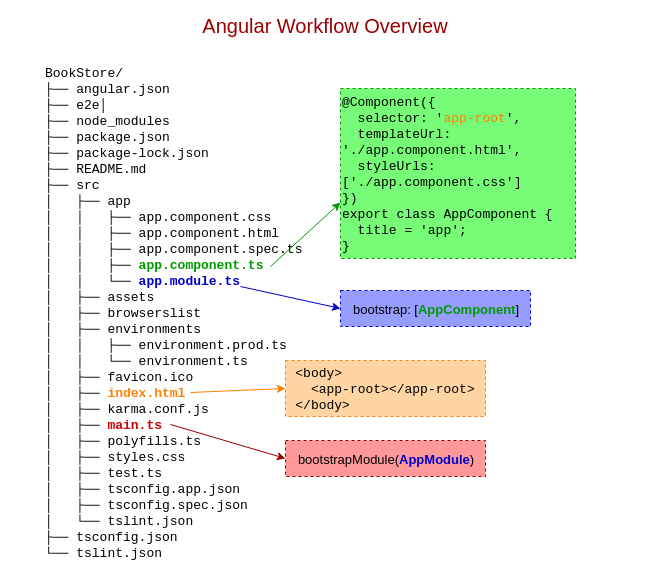 Angular Workflow Overview
BookStore/
├── angular.json
├── e2e│
├── node_modules
├── package.json
├── package-lock.json
├── README.md
├── src
│   ├── app
│   │   ├── app.component.css
│   │   ├── app.component.html
│   │   ├── app.component.spec.ts
│   │   ├── app.component.ts
│   │   └── app.module.ts
│   ├── assets
│   ├── browserslist
│   ├── environments
│   │   ├── environment.prod.ts
│   │   └── environment.ts
│   ├── favicon.ico
│   ├── index.html
│   ├── karma.conf.js
│   ├── main.ts
│   ├── polyfills.ts
│   ├── styles.css
│   ├── test.ts
│   ├── tsconfig.app.json
│   ├── tsconfig.spec.json
│   └── tslint.json
├── tsconfig.json
└── tslint.json
@Component({
  selector: 'app-root',
  templateUrl:
'./app.component.html',
  styleUrls:
['./app.component.css']
})
export class AppComponent {
  title = 'app';
}
bootstrap: [AppComponent]
<body>
  <app-root></app-root>
</body>
bootstrapModule(AppModule)